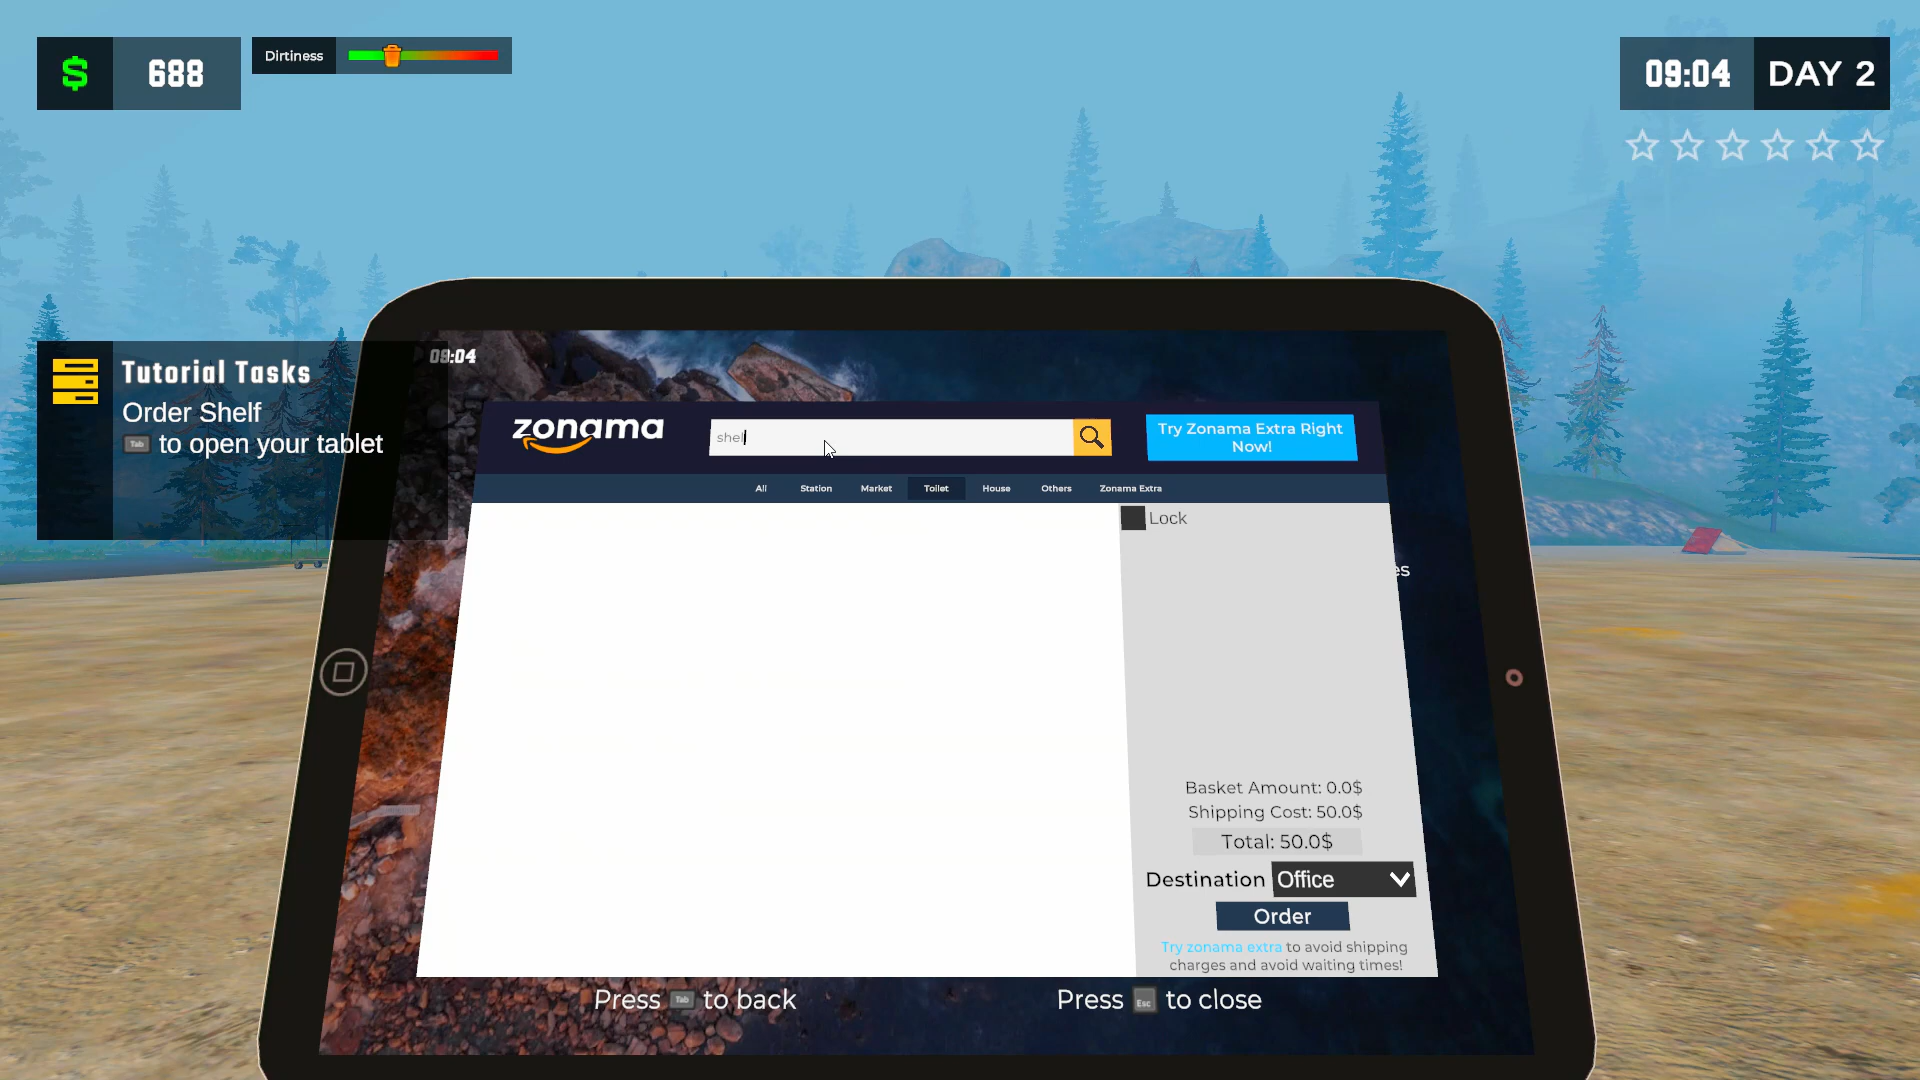 $ 688
Dirtiness
09:04 DAY 2
Tutorial Tasks
Order Shelf
Tab to open your tablet
09:04
zonama
shel
Try Zonama Extra Right
Now!
All Station Market Toilet House Others Zonama Extra
Lock
es
Basket Amount: 0.0$
Shipping Cost: 50.0$
Total: 50.0$
Destination Office
Order
Try zonama extra to avoid shipping
charges and avoid waiting times!
Press Tab to back
Press Esc to close